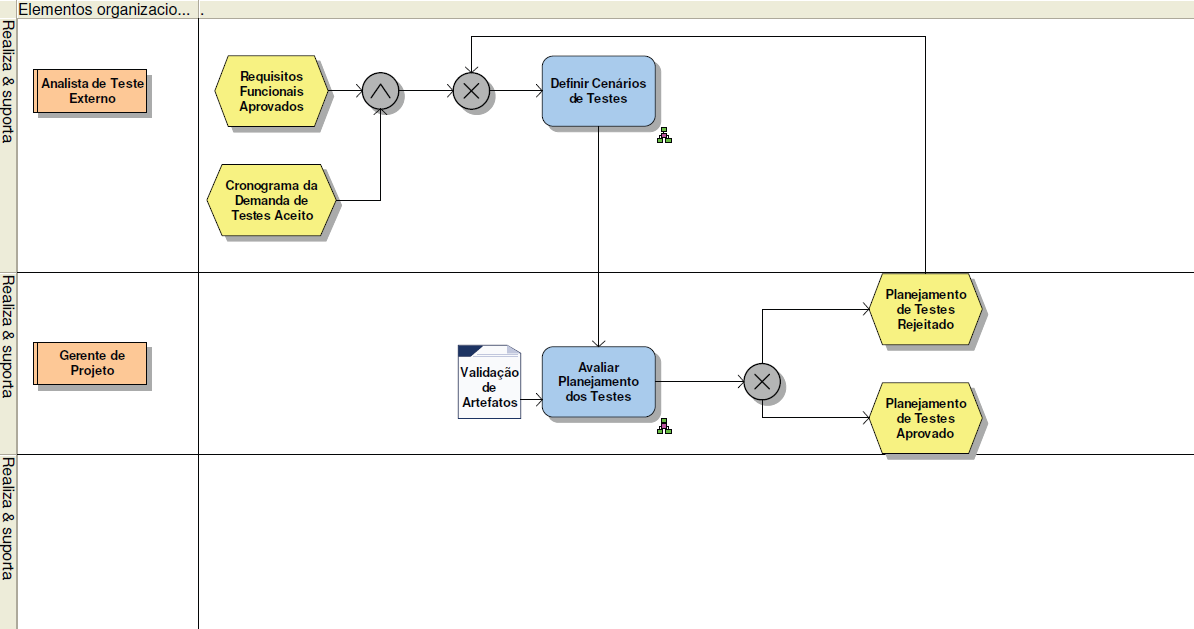 Elementos organizacio... .
Realiza & suporta
Analista de Teste
Externo
Requisitos
Funcionais
Aprovados
Definir Cenários
de Testes
Cronograma da
Demanda de
Testes Aceito
Realiza & suporta
Gerente de
Projeto
Validação
de
Artefatos
Avaliar
Planejamento
dos Testes
Planejamento
de Testes
Rejeitado
Planejamento
de Testes
Aprovado
Realiza & suporta